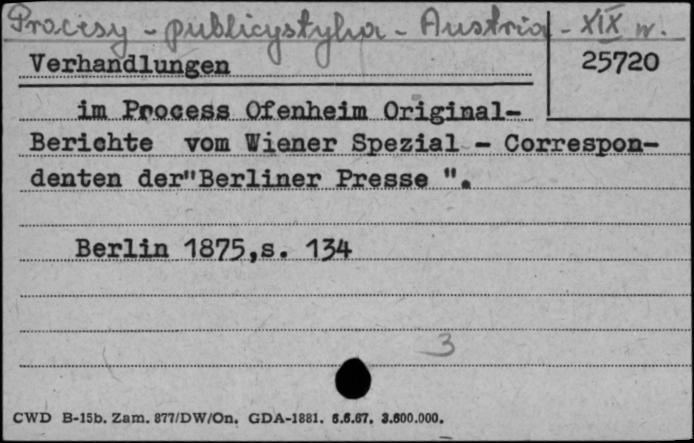 Procesy - publicystyka - Austria - XIX w.
Verhandlungen
25720
im Process Ofenheim Original-
Berichte vom Wiener Spezial - Correspon-
denten der"Berliner Presse ".
Berlin 1875,s. 134
3
CWD B-15b. Zam. 877/DW/On. GDA-1881. 6.6.67. 3.600.000.